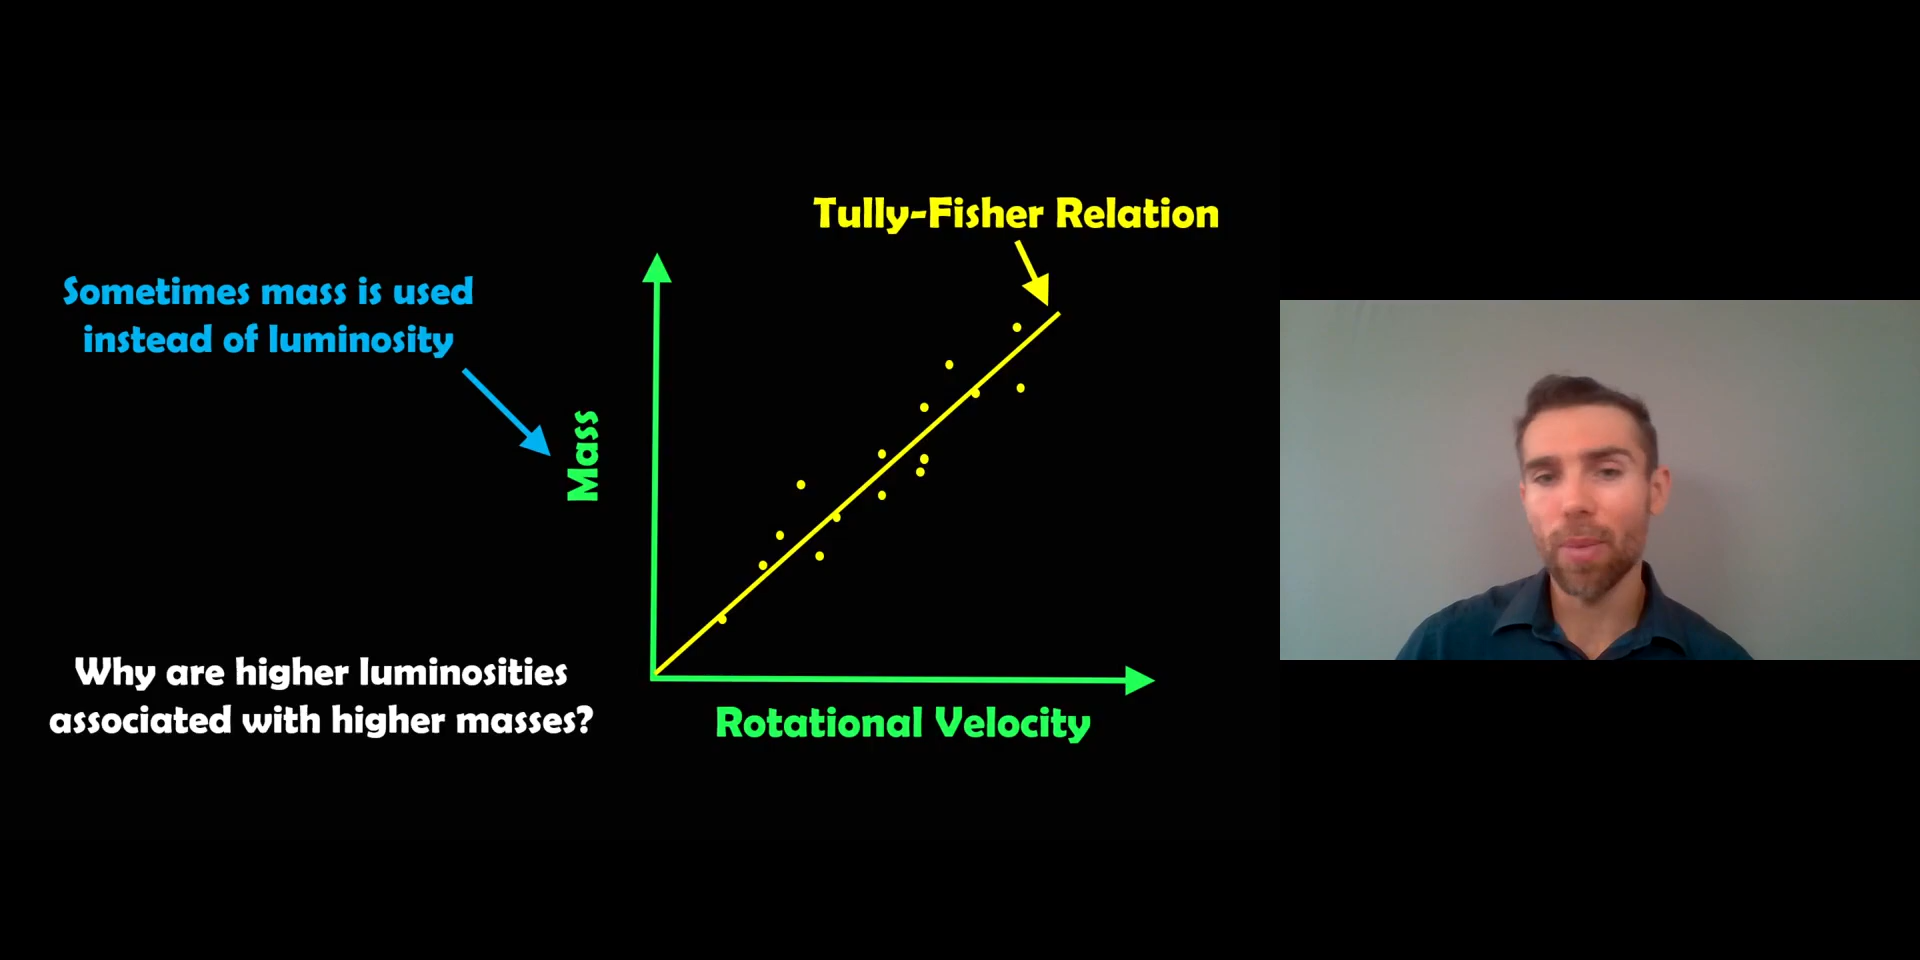 Tully-Fisher Relation
Sometimes mass is used
instead of luminosity
Mass
Why are higher luminosities
associated with higher masses?
Rotational Velocity